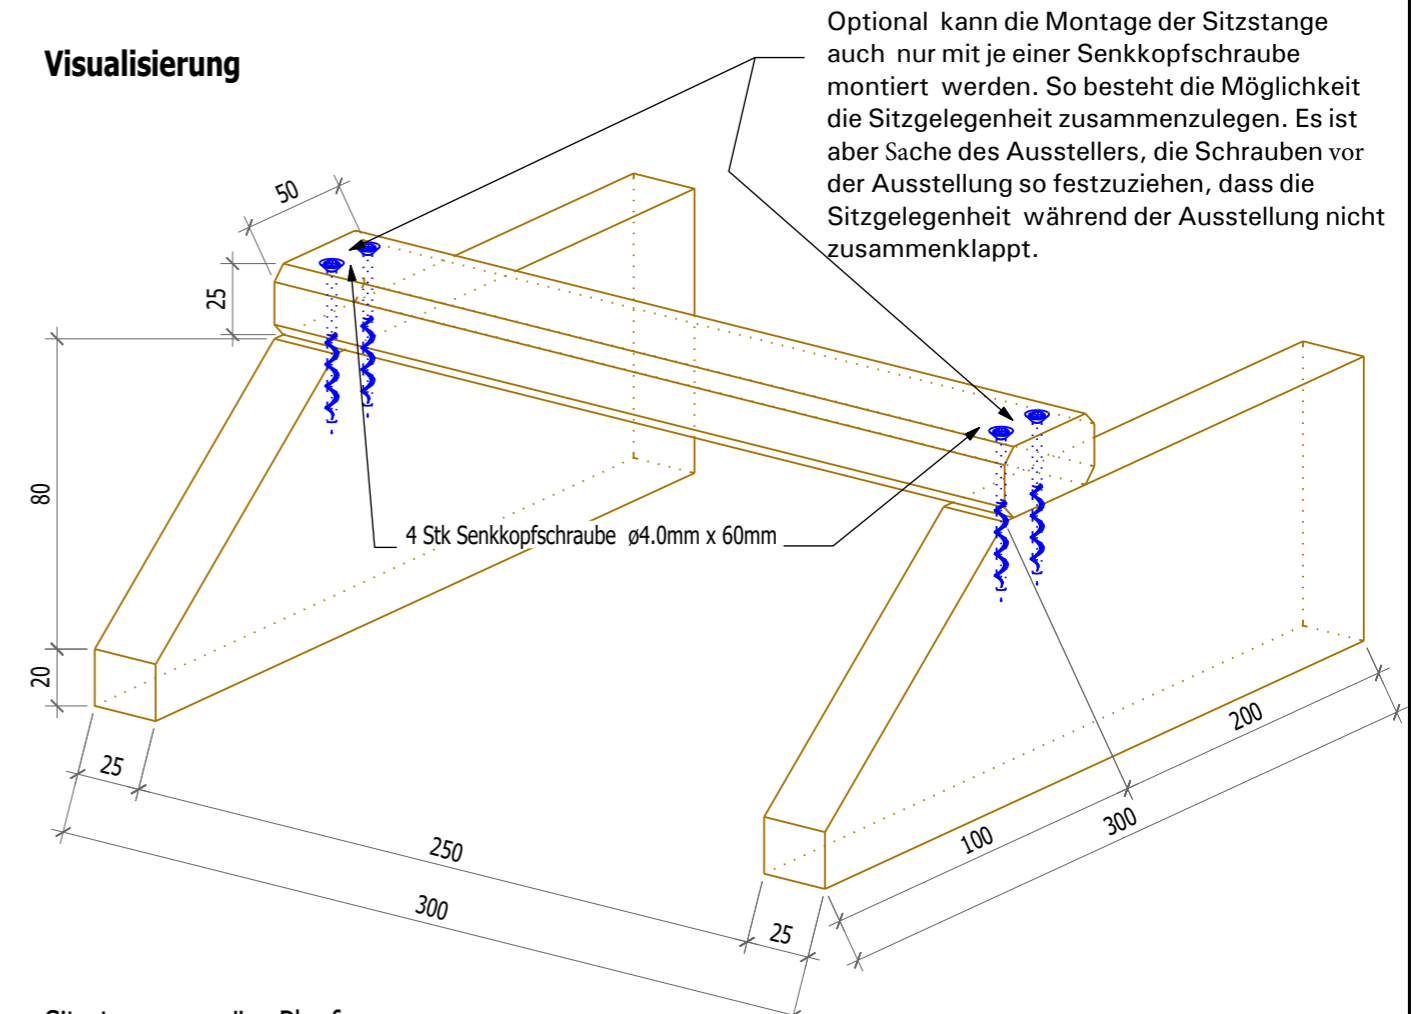 Visualisierung
Optional kann die Montage der Sitzstange
auch nur mit je einer Senkkopfschraube
montiert werden. So besteht die Möglichkeit
die Sitzgelegenheit zusammenzulegen. Es ist
aber Sache des Ausstellers, die Schrauben vor
der Ausstellung so festzuziehen, dass die
Sitzgelegenheit während der Ausstellung nicht
zusammenklappt.
50
25
80
20
4 Stk Senkkopfschraube ø4.0mm x 60mm
25
250
300
25
100
200
300